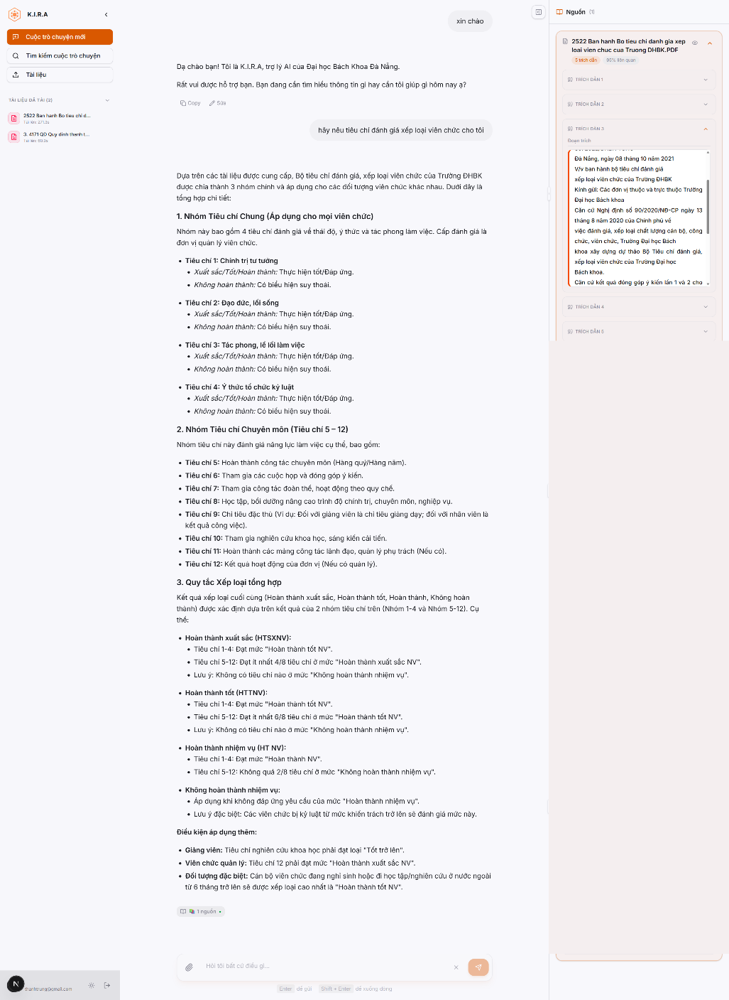 K.I.R.A
Cuộc trò chuyện mới
Tìm kiếm cuộc trò chuyện
Tài liệu
TÀI LIỆU ĐÃ TẢI (2)
2522 Ban hanh Bo tieu chi d...
Tải lên: 271.3s
3. 4171 QD Quy dinh thanh t...
Tải lên: 80.9s
N
thanhtrung@gmail.com
xin chào
Dạ chào bạn! Tôi là K.I.R.A, trợ lý AI của Đại học Bách Khoa Đà Nẵng.
Rất vui được hỗ trợ bạn. Bạn đang cần tìm hiểu thông tin gì hay cần tôi giúp gì hôm nay ạ?
Copy Sửa
hãy nêu tiêu chí đánh giá xếp loại viên chức cho tôi
Dựa trên các tài liệu được cung cấp, Bộ tiêu chí đánh giá, xếp loại viên chức của Trường ĐHBK
được chia thành 3 nhóm chính và áp dụng cho các đối tượng viên chức khác nhau. Dưới đây là
tổng hợp chi tiết:
1. Nhóm Tiêu chí Chung (Áp dụng cho mọi viên chức)
Nhóm này bao gồm 4 tiêu chí đánh giá về thái độ, ý thức và tác phong làm việc. Cấp đánh giá là
đơn vị quản lý viên chức.
• Tiêu chí 1: Chính trị tư tưởng
• Xuất sắc/Tốt/Hoàn thành: Thực hiện tốt/Đáp ứng.
• Không hoàn thành: Có biểu hiện suy thoái.
• Tiêu chí 2: Đạo đức, lối sống
• Xuất sắc/Tốt/Hoàn thành: Thực hiện tốt/Đáp ứng.
• Không hoàn thành: Có biểu hiện suy thoái.
• Tiêu chí 3: Tác phong, lề lối làm việc
• Xuất sắc/Tốt/Hoàn thành: Thực hiện tốt/Đáp ứng.
• Không hoàn thành: Có biểu hiện suy thoái.
• Tiêu chí 4: Ý thức tổ chức kỷ luật
• Xuất sắc/Tốt/Hoàn thành: Thực hiện tốt/Đáp ứng.
• Không hoàn thành: Có biểu hiện suy thoái.
2. Nhóm Tiêu chí Chuyên môn (Tiêu chí 5 – 12)
Nhóm tiêu chí này đánh giá năng lực làm việc cụ thể, bao gồm:
• Tiêu chí 5: Hoàn thành công tác chuyên môn (Hàng quý/Hàng năm).
• Tiêu chí 6: Tham gia các cuộc họp và đóng góp ý kiến.
• Tiêu chí 7: Tham gia công tác đoàn thể, hoạt động theo quy chế.
• Tiêu chí 8: Học tập, bồi dưỡng nâng cao trình độ chính trị, chuyên môn, nghiệp vụ.
• Tiêu chí 9: Chỉ tiêu đặc thù (Ví dụ: Đối với giảng viên là chỉ tiêu giảng dạy; đối với nhân viên là
kết quả công việc).
• Tiêu chí 10: Tham gia nghiên cứu khoa học, sáng kiến cải tiến.
• Tiêu chí 11: Hoàn thành các mảng công tác lãnh đạo, quản lý phụ trách (Nếu có).
• Tiêu chí 12: Kết quả hoạt động của đơn vị (Nếu có quản lý).
3. Quy tắc Xếp loại tổng hợp
Kết quả xếp loại cuối cùng (Hoàn thành xuất sắc, Hoàn thành tốt, Hoàn thành, Không hoàn
thành) được xác định dựa trên kết quả của 2 nhóm tiêu chí trên (Nhóm 1-4 và Nhóm 5-12). Cụ
thể:
• Hoàn thành xuất sắc (HTSXNV):
• Tiêu chí 1-4: Đạt mức "Hoàn thành tốt NV".
• Tiêu chí 5-12: Đạt ít nhất 4/8 tiêu chí ở mức "Hoàn thành xuất sắc NV".
• Lưu ý: Không có tiêu chí nào ở mức "Không hoàn thành nhiệm vụ".
• Hoàn thành tốt (HTTNV):
• Tiêu chí 1-4: Đạt mức "Hoàn thành tốt NV".
• Tiêu chí 5-12: Đạt ít nhất 6/8 tiêu chí ở mức "Hoàn thành tốt NV".
• Lưu ý: Không có tiêu chí nào ở mức "Không hoàn thành nhiệm vụ".
• Hoàn thành nhiệm vụ (HT NV):
• Tiêu chí 1-4: Đạt mức "Hoàn thành NV".
• Tiêu chí 5-12: Không quá 2/8 tiêu chí ở mức "Không hoàn thành nhiệm vụ".
• Không hoàn thành nhiệm vụ:
• Áp dụng khi không đáp ứng yêu cầu của mức "Hoàn thành nhiệm vụ".
• Lưu ý đặc biệt: Các viên chức bị kỷ luật từ mức khiển trách trở lên sẽ đánh giá mức này.
Điều kiện áp dụng thêm:
• Giảng viên: Tiêu chí nghiên cứu khoa học phải đạt loại "Tốt trở lên".
• Viên chức quản lý: Tiêu chí 12 phải đạt mức "Hoàn thành xuất sắc NV".
• Đối tượng đặc biệt: Cán bộ viên chức đang nghỉ sinh hoặc đi học tập/nghiên cứu ở nước ngoài
từ 6 tháng trở lên sẽ được xếp loại cao nhất là "Hoàn thành tốt NV".
1 nguồn
Hỏi tôi bất cứ điều gì...
Enter để gửi Shift + Enter để xuống dòng
Nguồn (1)
2522 Ban hanh Bo tieu chi danh gia xep
loai vien chuc cua Truong DHBK.PDF
5 trích dẫn 95% liên quan
TRÍCH DẪN 1
TRÍCH DẪN 2
TRÍCH DẪN 3
Đoạn trích
Đà Nẵng, ngày 08 tháng 10 năm 2021
V/v ban hành bộ tiêu chí đánh giá
xếp loại viên chức của Trường ĐHBK
Kính gửi: Các đơn vị thuộc và trực thuộc Trường
Đại học Bách khoa
Căn cứ Nghị định số 90/2020/NĐ-CP ngày 13
tháng 8 năm 2020 của Chính phủ về
việc đánh giá, xếp loại chất lượng cán bộ, công
chức, viên chức, Trường Đại học Bách
khoa xây dựng dự thảo Bộ Tiêu chí đánh giá,
xếp loại viên chức của Trường Đại học
Bách khoa.
Căn cứ kết quả đóng góp ý kiến lần 1 và 2 cho
TRÍCH DẪN 4
TRÍCH DẪN 5